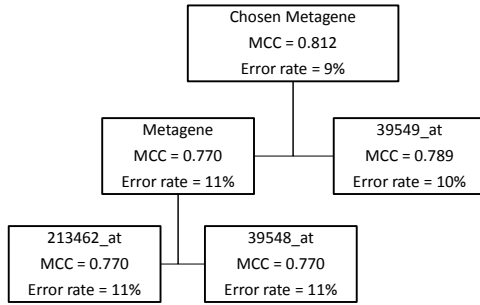 Chosen Metagene
MCC = 0.812
Error rate = 9%
Metagene
MCC = 0.770
Error rate = 11%
39549_at
MCC = 0.789
Error rate = 10%
213462_at
MCC = 0.770
Error rate = 11%
39548_at
MCC = 0.770
Error rate = 11%